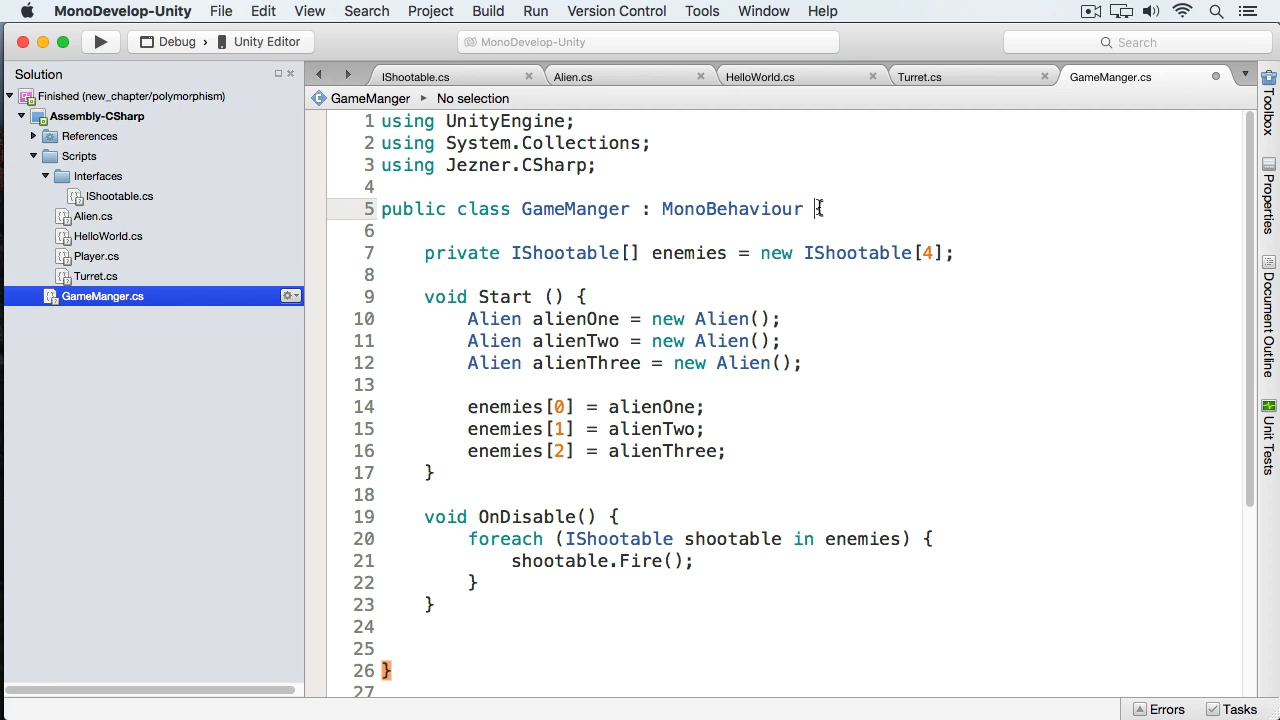 MonoDevelop-Unity File Edit View Search Project Build Run Version Control Tools Window Help
Debug › Unity Editor
MonoDevelop-Unity
Search
Solution
Finished (new_chapter/polymorphism)
Assembly-CSharp
References
Scripts
Interfaces
IShootable.cs
Alien.cs
HelloWorld.cs
Player.cs
Turret.cs
GameManger.cs
IShootable.cs Alien.cs HelloWorld.cs Turret.cs GameManger.cs
GameManger No selection
1 using UnityEngine;
2 using System.Collections;
3 using Jezner.CSharp;
4
5 public class GameManger : MonoBehaviour {
6
7 private IShootable[] enemies = new IShootable[4];
8
9 void Start () {
10 Alien alienOne = new Alien();
11 Alien alienTwo = new Alien();
12 Alien alienThree = new Alien();
13
14 enemies[0] = alienOne;
15 enemies[1] = alienTwo;
16 enemies[2] = alienThree;
17 }
18
19 void OnDisable() {
20 foreach (IShootable shootable in enemies) {
21 shootable.Fire();
22 }
23 }
24
25
26 }
27
Toolbox
Properties
Document Outline
Unit Tests
Errors Tasks